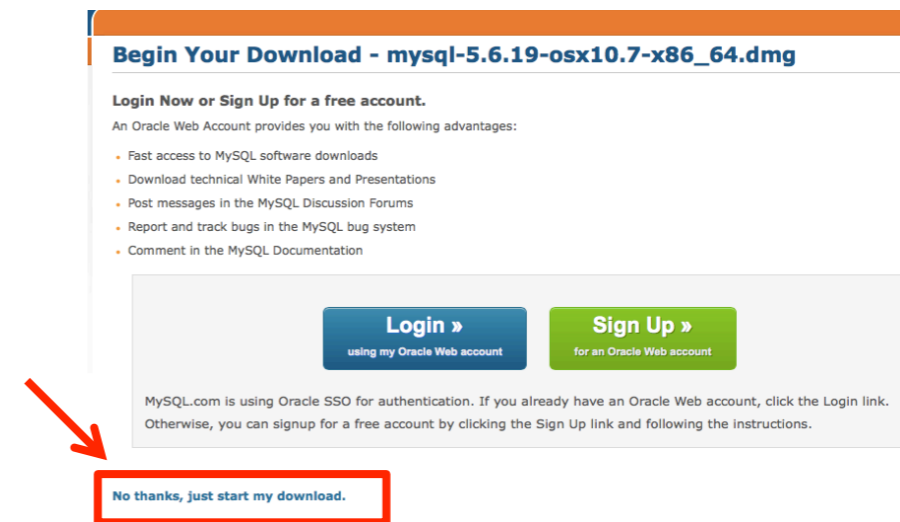 Begin Your Download - mysql-5.6.19-osx10.7-x86_64.dmg
Login Now or Sign Up for a free account.
An Oracle Web Account provides you with the following advantages:
Fast access to MySQL software downloads
Download technical White Papers and Presentations
Post messages in the MySQL Discussion Forums
Report and track bugs in the MySQL bug system
Comment in the MySQL Documentation
Login »
using my Oracle Web account
Sign Up »
for an Oracle Web account
MySQL.com is using Oracle SSO for authentication. If you already have an Oracle Web account, click the Login link.
Otherwise, you can signup for a free account by clicking the Sign Up link and following the instructions.
No thanks, just start my download.